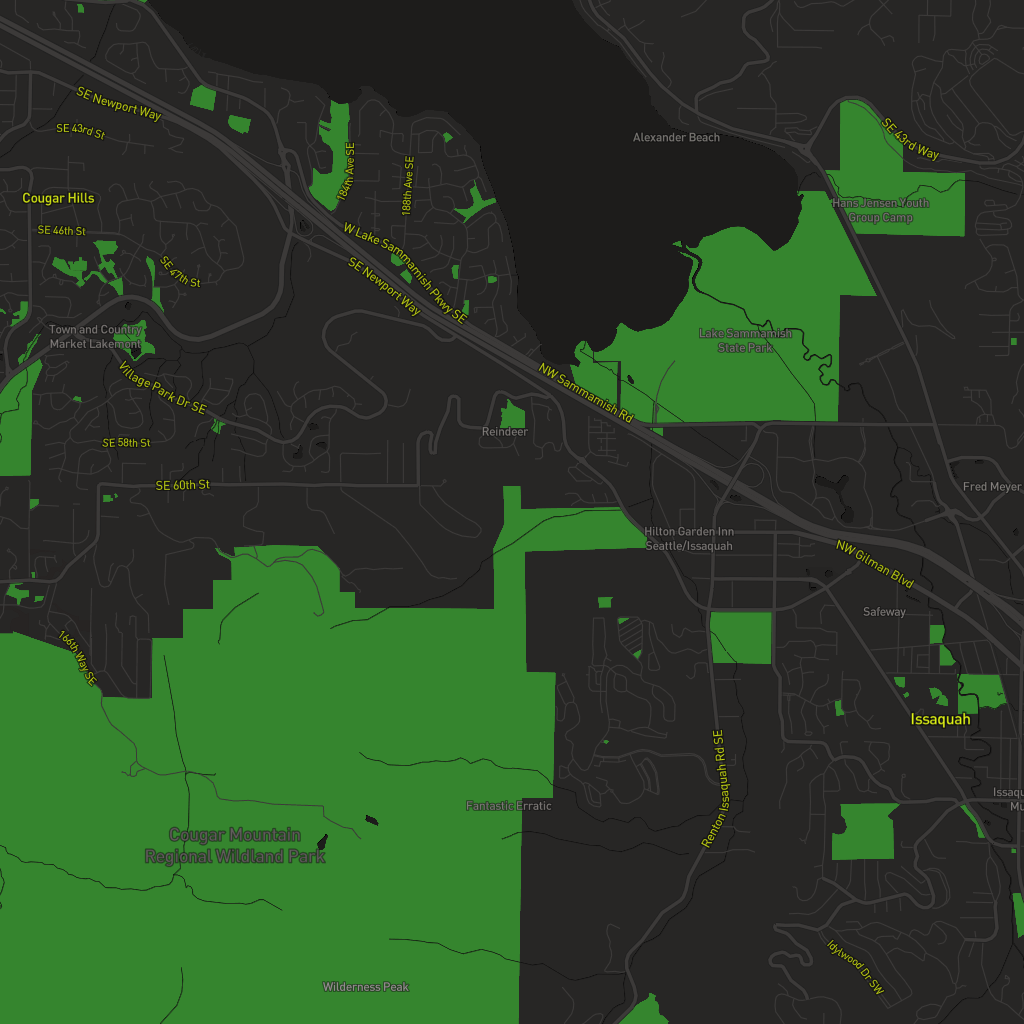 SE Newport Way
SE 43rd St
Alexander Beach
SE 43rd Way
184th Ave SE
188th Ave SE
Cougar Hills
Hans Jensen Youth
Group Camp
SE 46th St
W Lake Sammamish Pkwy SE
SE 47th St
SE Newport Way
Town and Country
Market Lakemont
Lake Sammamish
State Park
Village Park Dr SE
NW Sammamish Rd
Reindeer
SE 58th St
SE 60th St
Fred Meyer
Hilton Garden Inn
Seattle/Issaquah
NW Gilman Blvd
Safeway
166th Way SE
Issaquah
Renton Issaquah Rd SE
Fantastic Erratic
Cougar Mountain
Regional Wildland Park
Idylwood Dr SW
Wilderness Peak